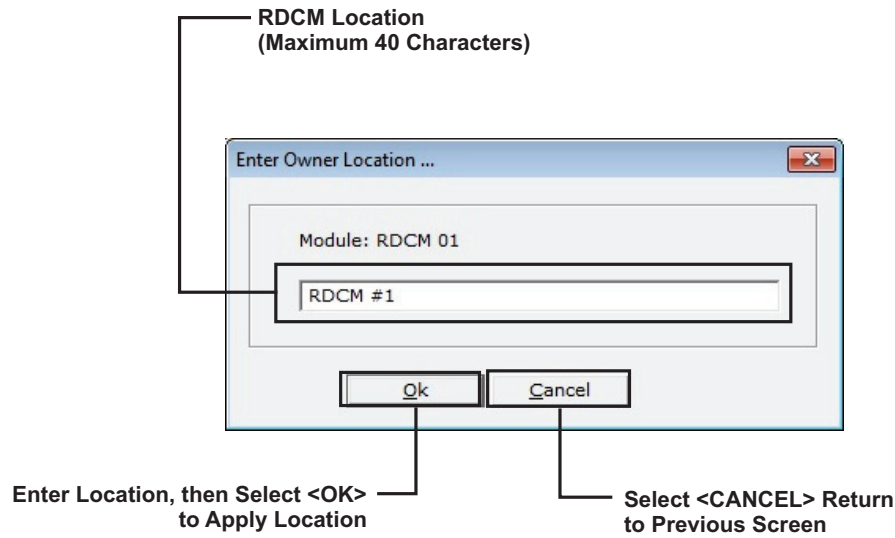 RDCM Location
(Maximum 40 Characters)
Enter Owner Location ...
Module: RDCM 01
RDCM #1
Ok
Cancel
Enter Location, then Select <OK>
to Apply Location
Select <CANCEL> Return
to Previous Screen